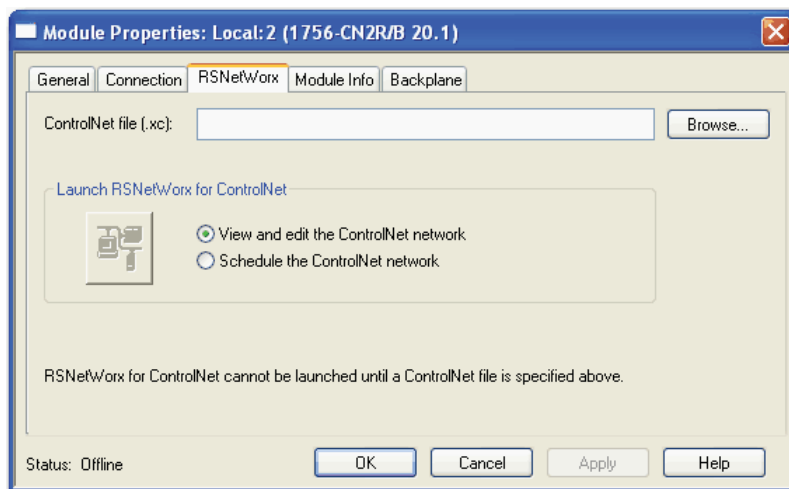 Module Properties: Local:2 (1756-CN2R/B 20.1)
General Connection RSNetWorx Module Info Backplane
ControlNet file (.xc): Browse...
Launch RSNetWorx for ControlNet
View and edit the ControlNet network
Schedule the ControlNet network
RSNetWorx for ControlNet cannot be launched until a ControlNet file is specified above.
Status: Offline OK Cancel Apply Help